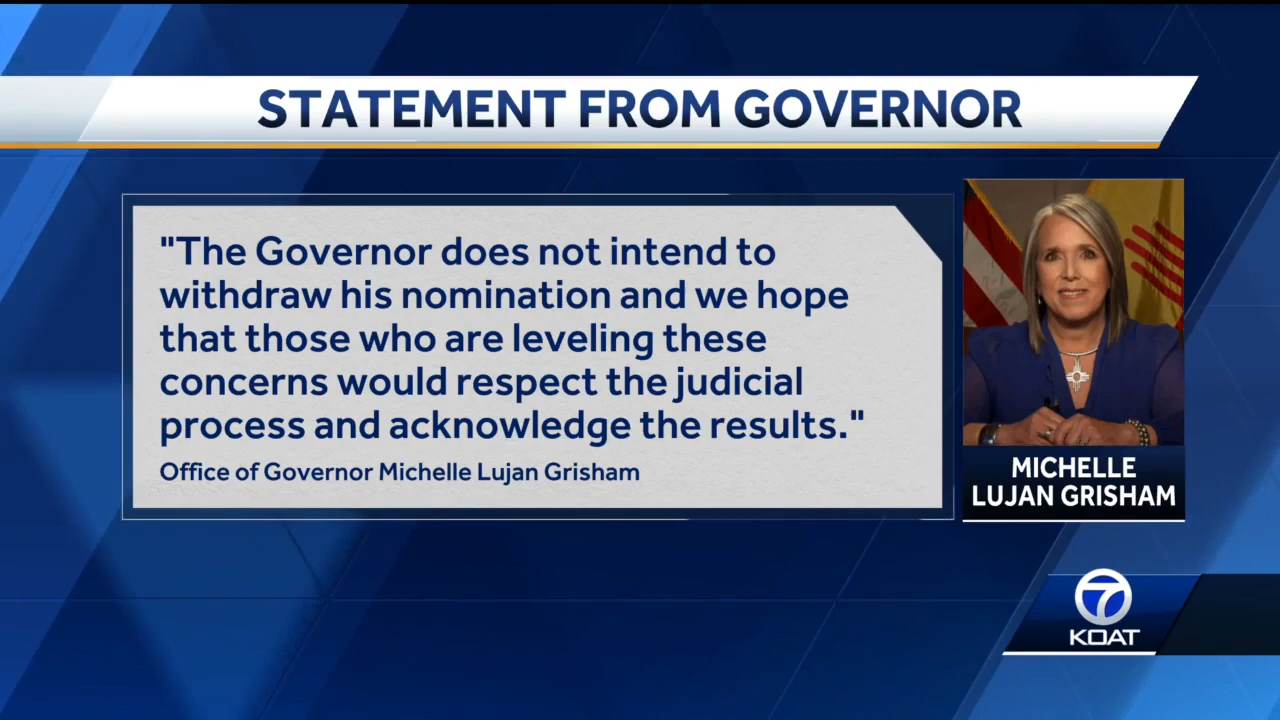 STATEMENT FROM GOVERNOR
"The Governor does not intend to
withdraw his nomination and we hope
that those who are leveling these
concerns would respect the judicial
process and acknowledge the results."
Office of Governor Michelle Lujan Grisham
MICHELLE
LUJAN GRISHAM
7
KOAT